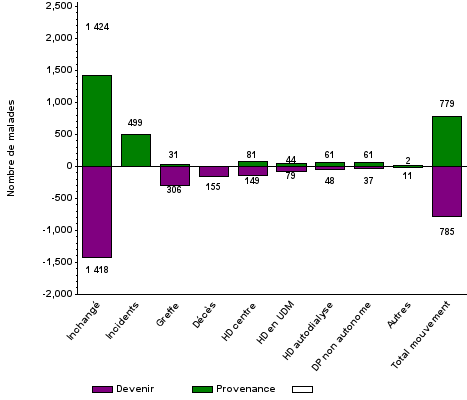 Nombre de malades
2,500
2,000
1,500
1,000
500
0
-500
-1,000
-1,500
-2,000
1 424
499
31
81
44
61
61
2
779
1 418
306
155
149
79
48
37
11
785
Inchangé
Incidents
Greffe
Décès
HD centre
HD en UDM
HD autodialyse
DP non autonome
Autres
Total mouvement
Devenir
Provenance